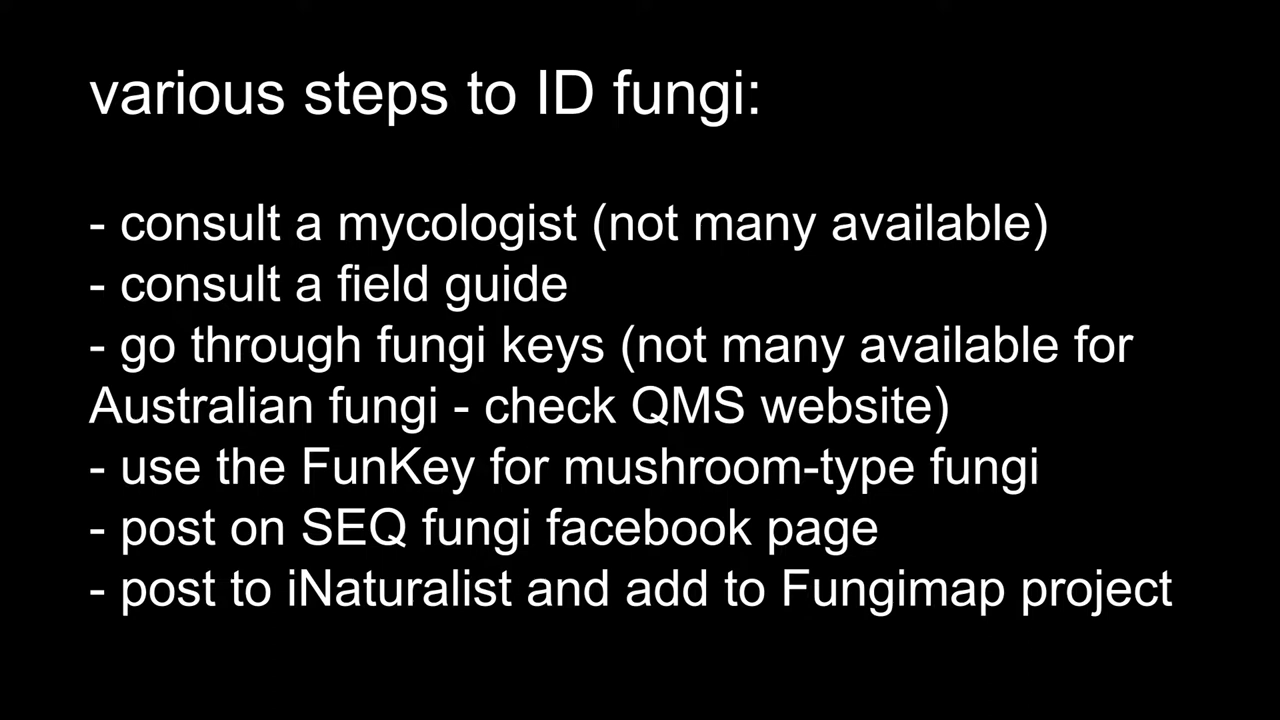 various steps to ID fungi:
- consult a mycologist (not many available)
- consult a field guide
- go through fungi keys (not many available for
Australian fungi - check QMS website)
- use the FunKey for mushroom-type fungi
- post on SEQ fungi facebook page
- post to iNaturalist and add to Fungimap project